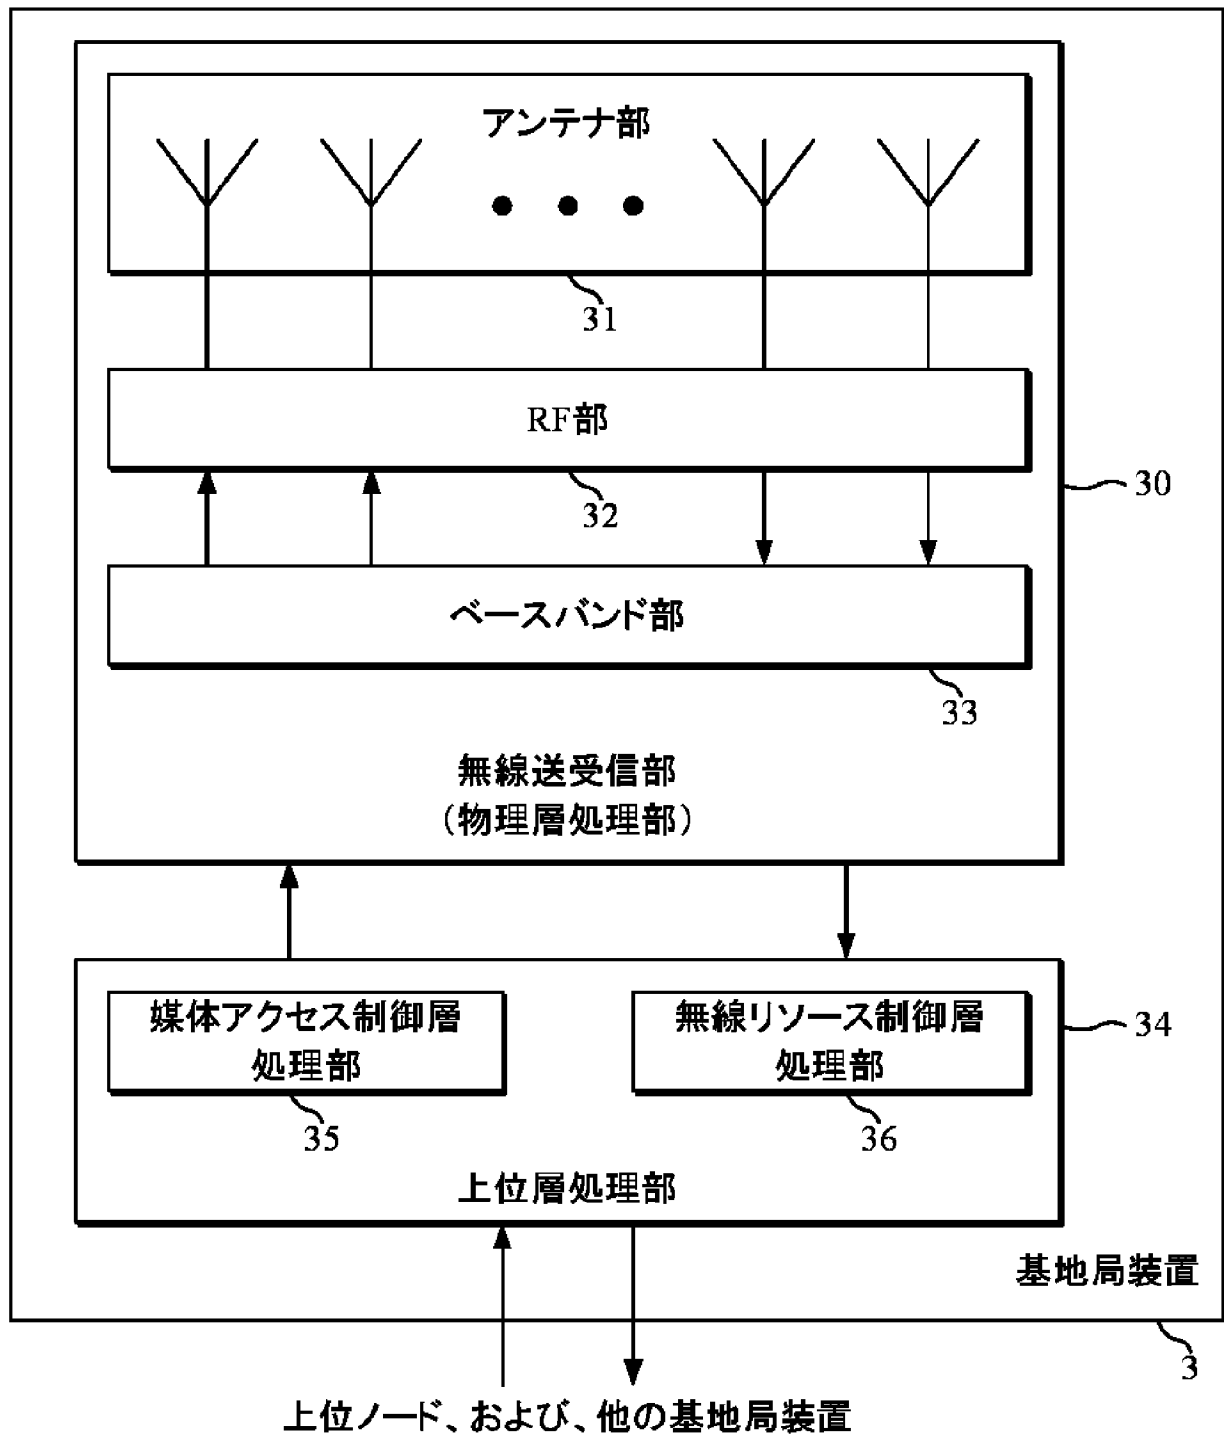 アンテナ部
31
RF部
32
30
ベースバンド部
33
無線送受信部
（物理層処理部）
媒体アクセス制御層
処理部
35
無線リソース制御層
処理部
36
34
上位層処理部
基地局装置
3
上位ノード、および、他の基地局装置